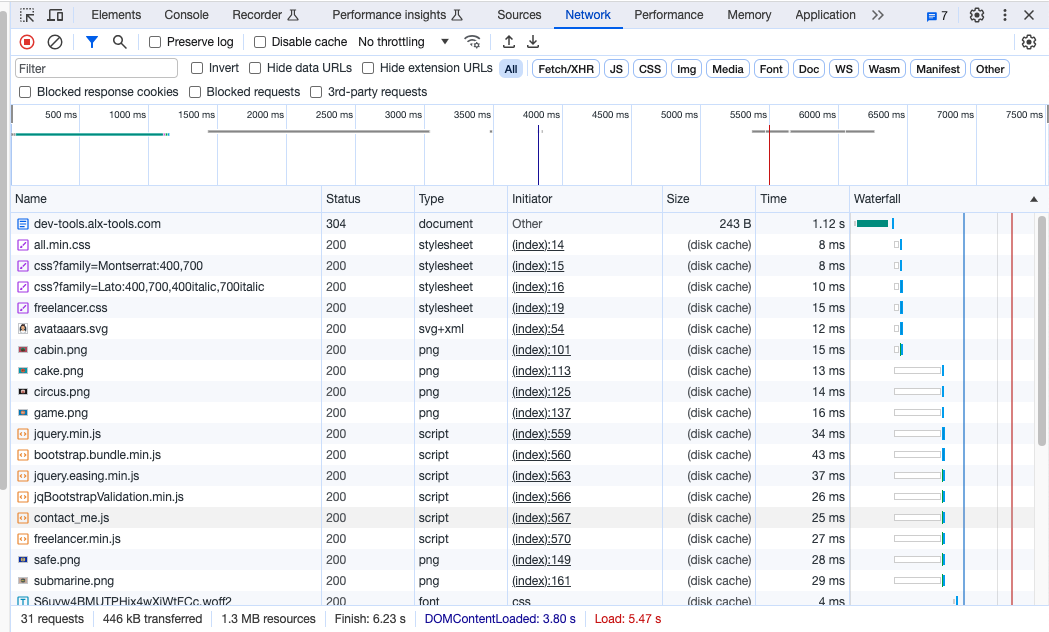 Elements Console Recorder Performance insights Sources Network Performance Memory Application 7
Preserve log Disable cache No throttling
Filter Invert Hide data URLs Hide extension URLs All Fetch/XHR JS CSS Img Media Font Doc WS Wasm Manifest Other
Blocked response cookies Blocked requests 3rd-party requests
500 ms 1000 ms 1500 ms 2000 ms 2500 ms 3000 ms 3500 ms 4000 ms 4500 ms 5000 ms 5500 ms 6000 ms 6500 ms 7000 ms 7500 ms
Name Status Type Initiator Size Time Waterfall
dev-tools.alx-tools.com 304 document Other 243 B 1.12 s
all.min.css 200 stylesheet (index):14 (disk cache) 8 ms
css?family=Montserrat:400,700 200 stylesheet (index):15 (disk cache) 8 ms
css?family=Lato:400,700,400italic,700italic 200 stylesheet (index):16 (disk cache) 10 ms
freelancer.css 200 stylesheet (index):19 (disk cache) 15 ms
avataaars.svg 200 svg+xml (index):54 (disk cache) 12 ms
cabin.png 200 png (index):101 (disk cache) 15 ms
cake.png 200 png (index):113 (disk cache) 13 ms
circus.png 200 png (index):125 (disk cache) 14 ms
game.png 200 png (index):137 (disk cache) 16 ms
jquery.min.js 200 script (index):559 (disk cache) 34 ms
bootstrap.bundle.min.js 200 script (index):560 (disk cache) 43 ms
jquery.easing.min.js 200 script (index):563 (disk cache) 37 ms
jqBootstrapValidation.min.js 200 script (index):566 (disk cache) 26 ms
contact_me.js 200 script (index):567 (disk cache) 25 ms
freelancer.min.js 200 script (index):570 (disk cache) 27 ms
safe.png 200 png (index):149 (disk cache) 28 ms
submarine.png 200 png (index):161 (disk cache) 29 ms
200 font css (disk cache) 4 ms
31 requests 446 kB transferred 1.3 MB resources Finish: 6.23 s DOMContentLoaded: 3.80 s Load: 5.47 s